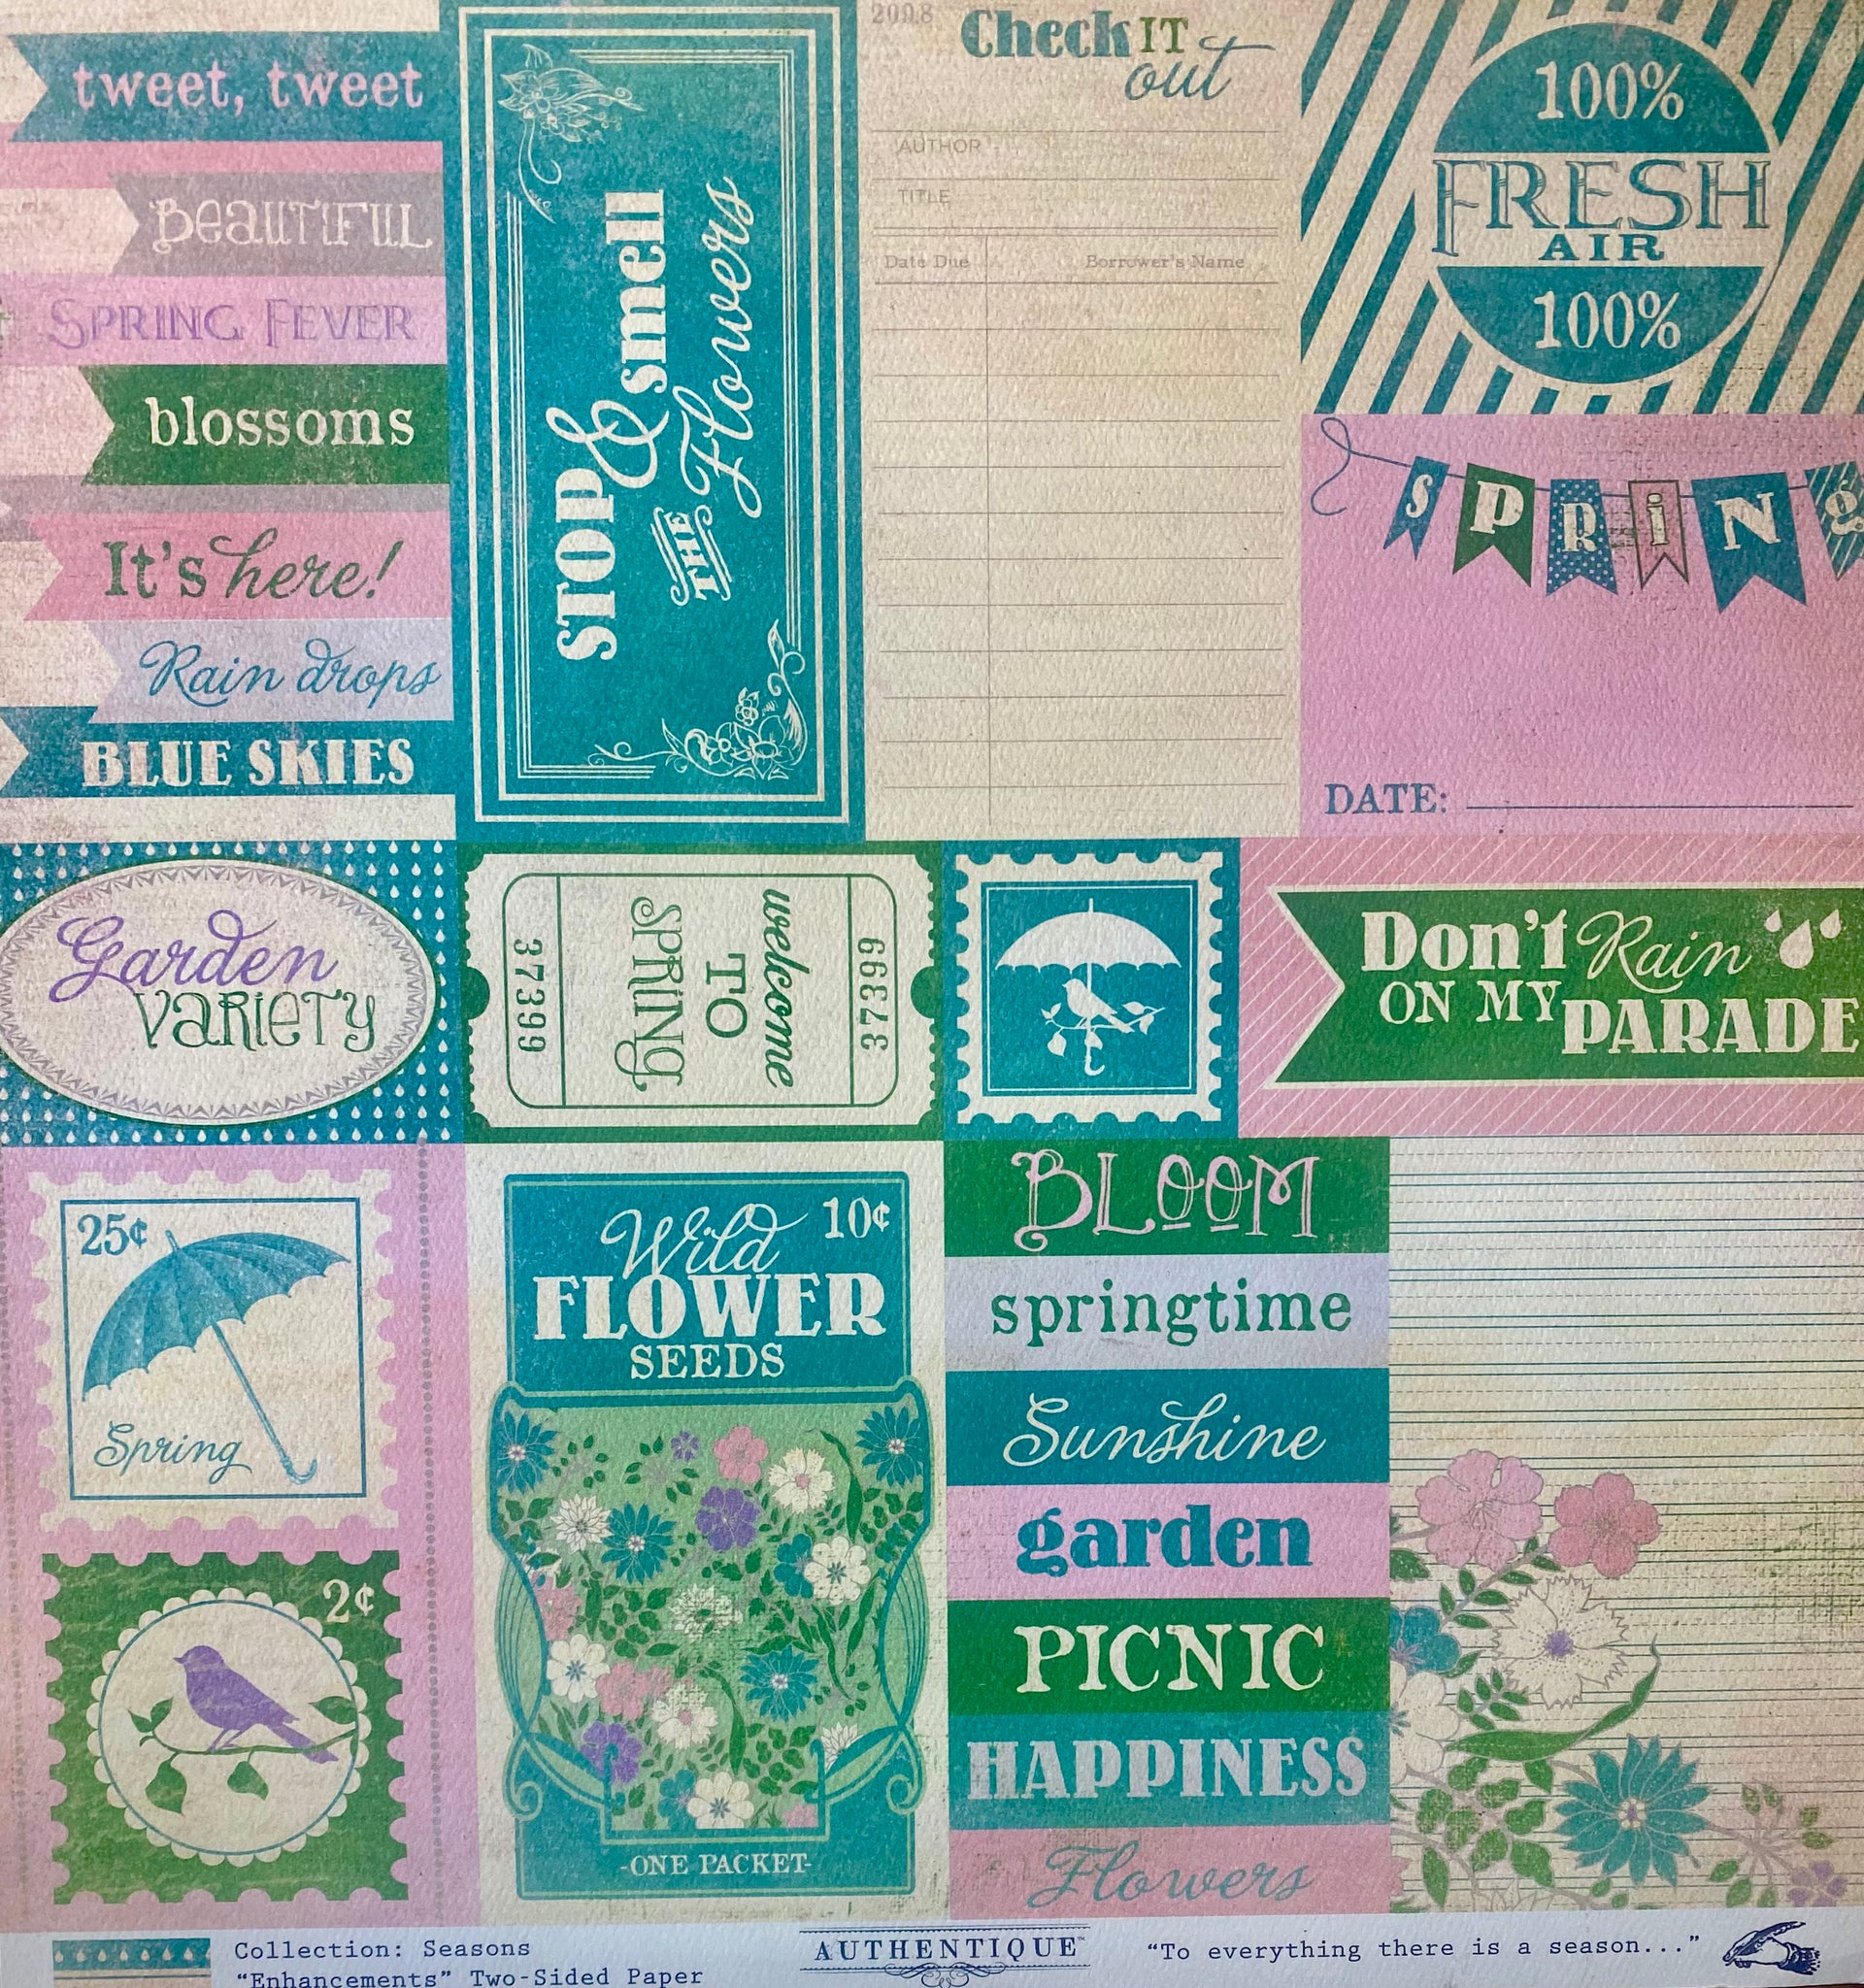 tweet, tweet
BeauTiFuL
SPRING FEVER
blossoms
It's here!
Rain drops
BLUE SKIES
STOP & smell
THE Flowers
2098
Check IT
out
AUTHOR
TITLE
Date Due Borrower's Name
100%
FRESH
AIR
100%
sPRiNg
DATE:
Garden
VaRieTy
37399
welcome
TO
SPRiNg
37399
Don't Rain
ON MY PARADE
25¢
Spring
2¢
Wild 10¢
FLOWER
SEEDS
-ONE PACKET-
BLOOM
springtime
Sunshine
garden
PICNIC
HAPPINESS
Flowers
Collection: Seasons
"Enhancements" Two-Sided Paper
AUTHENTIQUE™
"To everything there is a season..."